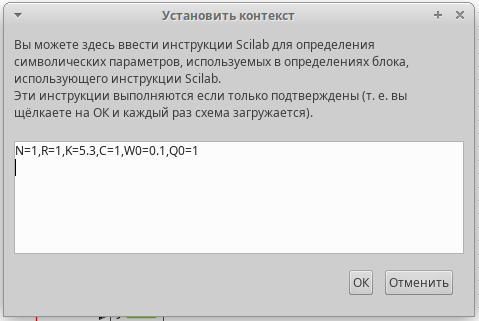 Установить контекст
Вы можете здесь ввести инструкции Scilab для определения
символических параметров, используемых в определениях блока,
использующего инструкции Scilab.
Эти инструкции выполняются если только подтверждены (т. е. вы
щёлкаете на ОК и каждый раз схема загружается).
N=1,R=1,K=5.3,C=1,W0=0.1,Q0=1
ОК Отменить